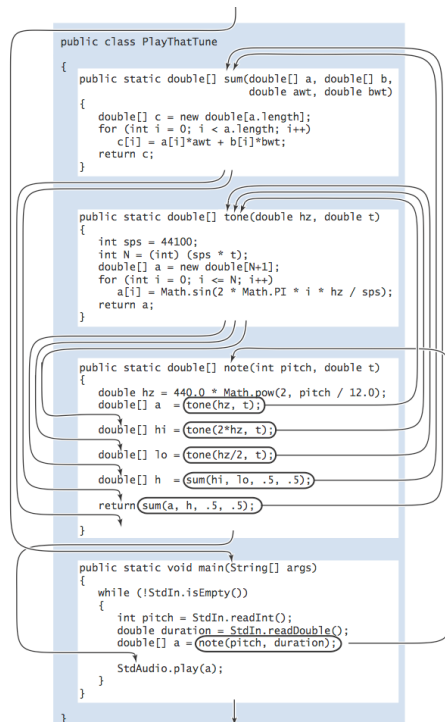 public class PlayThatTune
{
public static double[] sum(double[] a, double[] b,
double awt, double bwt)
{
double[] c = new double[a.length];
for (int i = 0; i < a.length; i++)
c[i] = a[i]*awt + b[i]*bwt;
return c;
}
public static double[] tone(double hz, double t)
{
int sps = 44100;
int N = (int) (sps * t);
double[] a = new double[N+1];
for (int i = 0; i <= N; i++)
a[i] = Math.sin(2 * Math.PI * i * hz / sps);
return a;
}
public static double[] note(int pitch, double t)
{
double hz = 440.0 * Math.pow(2, pitch / 12.0);
double[] a = tone(hz, t);
double[] hi = tone(2*hz, t);
double[] lo = tone(hz/2, t);
double[] h = sum(hi, lo, .5, .5);
return sum(a, h, .5, .5);
}
public static void main(String[] args)
{
while (!StdIn.isEmpty())
{
int pitch = StdIn.readInt();
double duration = StdIn.readDouble();
double[] a = note(pitch, duration);
StdAudio.play(a);
}
}
}